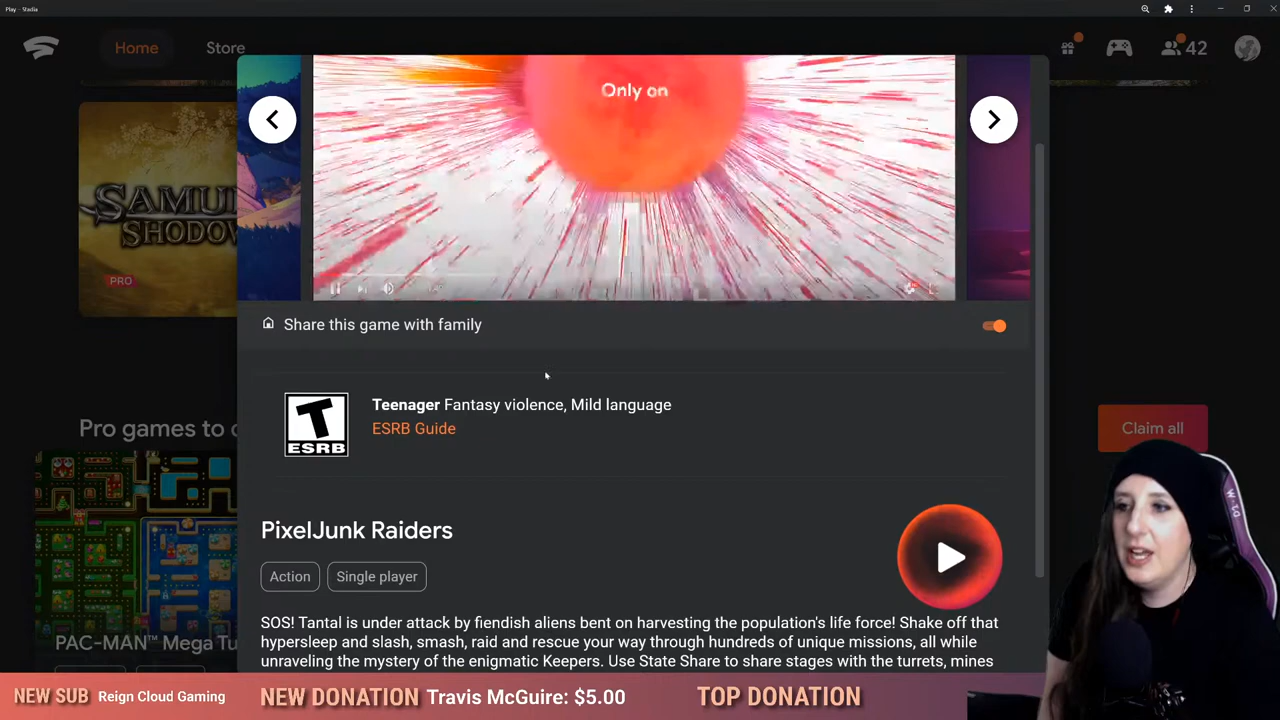 Play - Stadia
Home
Store
42
Only on
SAMU
SHODOW
PRO
Share this game with family
T
ESRB
Teenager Fantasy violence, Mild language
ESRB Guide
Pro games to c
Claim all
PixelJunk Raiders
Action
Single player
SOS! Tantal is under attack by fiendish aliens bent on harvesting the population's life force! Shake off that
hypersleep and slash, smash, raid and rescue your way through hundreds of unique missions, all while
unraveling the mystery of the enigmatic Keepers. Use State Share to share stages with the turrets, mines
PAC-MAN™ Mega Tu
NEW SUB Reign Cloud Gaming
NEW DONATION Travis McGuire: $5.00
TOP DONATION